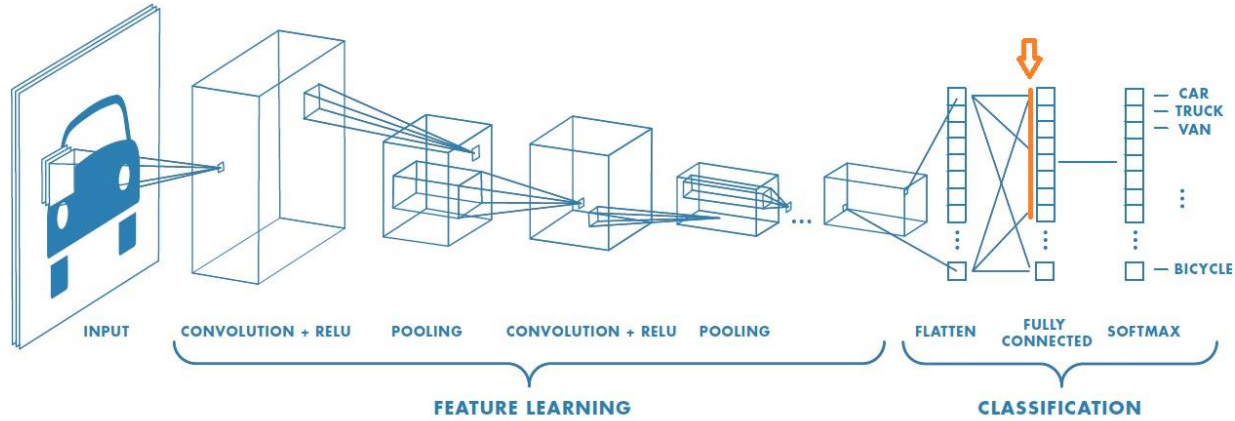 CAR
TRUCK
VAN
BICYCLE
INPUT
CONVOLUTION + RELU
POOLING
CONVOLUTION + RELU
POOLING
...
FLATTEN
FULLY
CONNECTED
SOFTMAX
FEATURE LEARNING
CLASSIFICATION